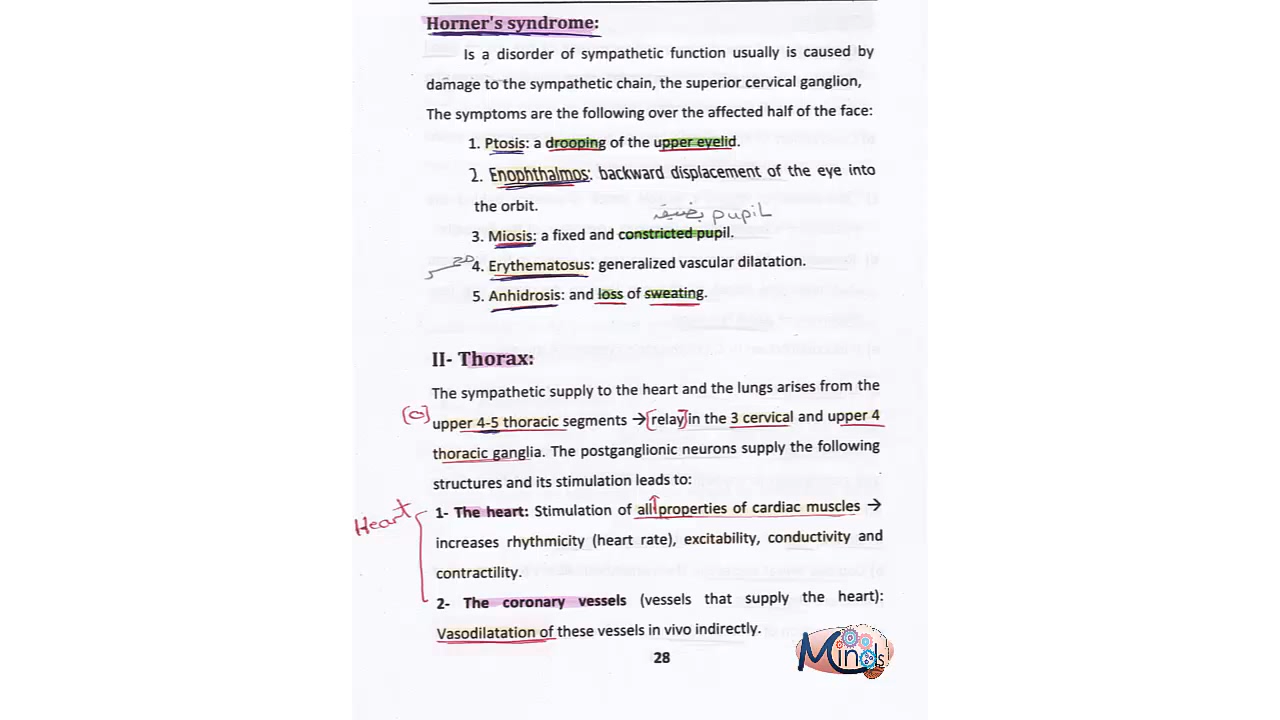 Horner's syndrome:
Is a disorder of sympathetic function usually is caused by
damage to the sympathetic chain, the superior cervical ganglion,
The symptoms are the following over the affected half of the face:
1. Ptosis: a drooping of the upper eyelid.
2. Enophthalmos: backward displacement of the eye into
the orbit.
بضيق pupil
3. Miosis: a fixed and constricted pupil.
4. Erythematosus: generalized vascular dilatation.
5. Anhidrosis: and loss of sweating.
II- Thorax:
The sympathetic supply to the heart and the lungs arises from the
upper 4-5 thoracic segments → relay in the 3 cervical and upper 4
thoracic ganglia. The postganglionic neurons supply the following
structures and its stimulation leads to:
Heart
1- The heart: Stimulation of all properties of cardiac muscles →
increases rhythmicity (heart rate), excitability, conductivity and
contractility.
2- The coronary vessels (vessels that supply the heart):
Vasodilatation of these vessels in vivo indirectly.
28
Minds